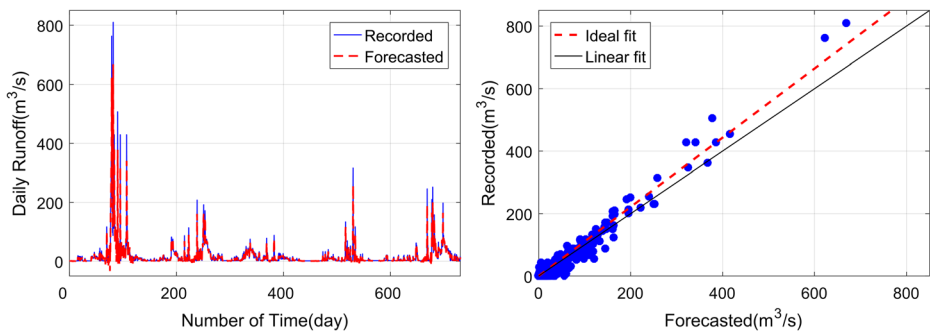 800
600
400
200
0
0
200
400
600
Daily Runoff(m³/s)
Number of Time(day)
Recorded
Forecasted
800
600
400
200
0
0
200
400
600
800
Recorded(m³/s)
Forecasted(m³/s)
Ideal fit
Linear fit